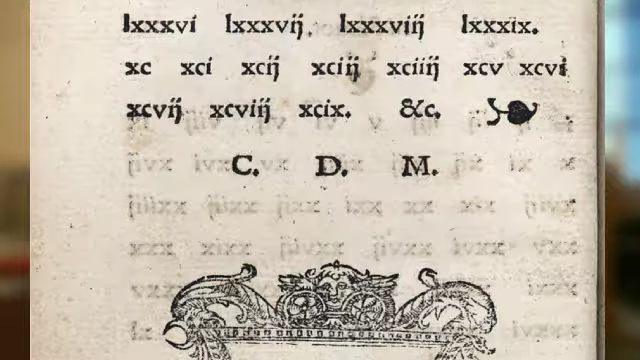 lxxxvi lxxxvij. lxxxviij lxxxix.
xc xci xcij xciij xciiij xcv xcvi
xcvij xcviij xcix. &c. ❧
C. D. M.